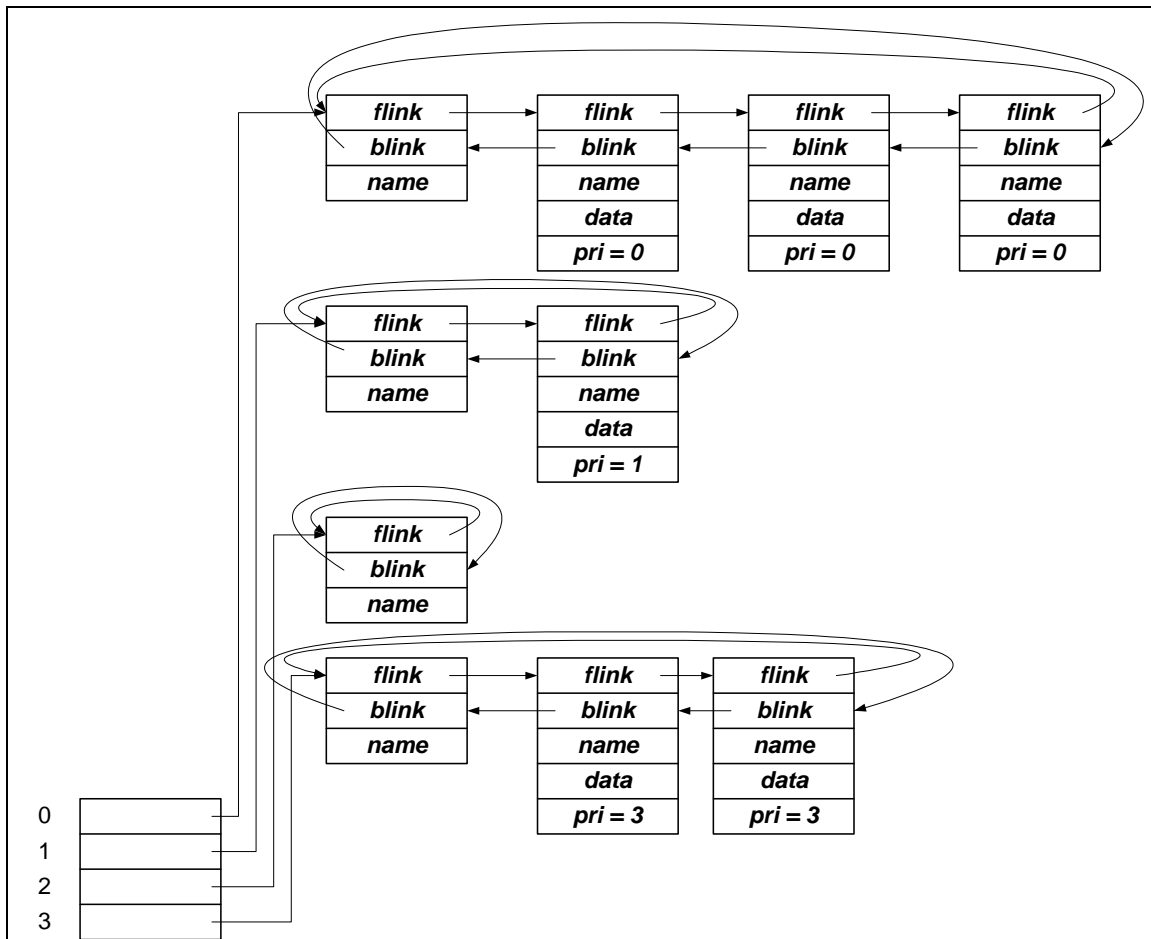 flink flink flink flink
blink blink blink blink
name name name name
data data data
pri = 0 pri = 0 pri = 0
flink flink
blink blink
name name
data
pri = 1
flink
blink
name
flink flink flink
blink blink blink
name name name
data data
pri = 3 pri = 3
0
1
2
3